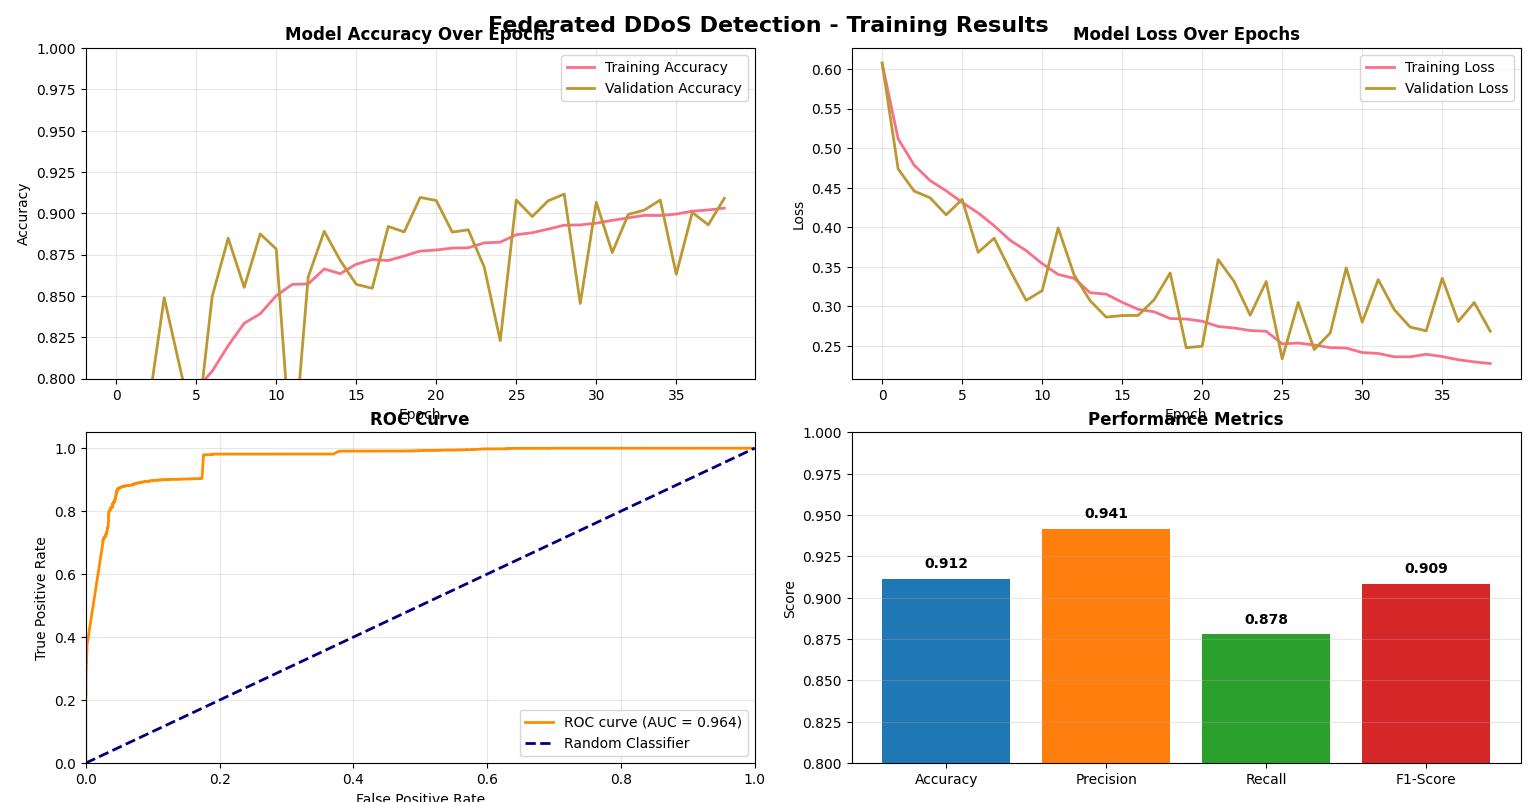 Federated DDoS Detection - Training Results
Model Accuracy Over Epochs
1.000
0.975
0.950
0.925
0.900
0.875
0.850
0.825
0.800
Accuracy
Training Accuracy
Validation Accuracy
0 5 10 15 20 25 30 35
Epoch
Model Loss Over Epochs
0.60
0.55
0.50
0.45
0.40
0.35
0.30
0.25
Loss
Training Loss
Validation Loss
0 5 10 15 20 25 30 35
Epoch
ROC Curve
1.0
0.8
0.6
0.4
0.2
0.0
True Positive Rate
ROC curve (AUC = 0.964)
Random Classifier
0.0 0.2 0.4 0.6 0.8 1.0
False Positive Rate
Performance Metrics
1.000
0.975
0.950
0.925
0.900
0.875
0.850
0.825
0.800
Score
0.912
0.941
0.878
0.909
Accuracy Precision Recall F1-Score